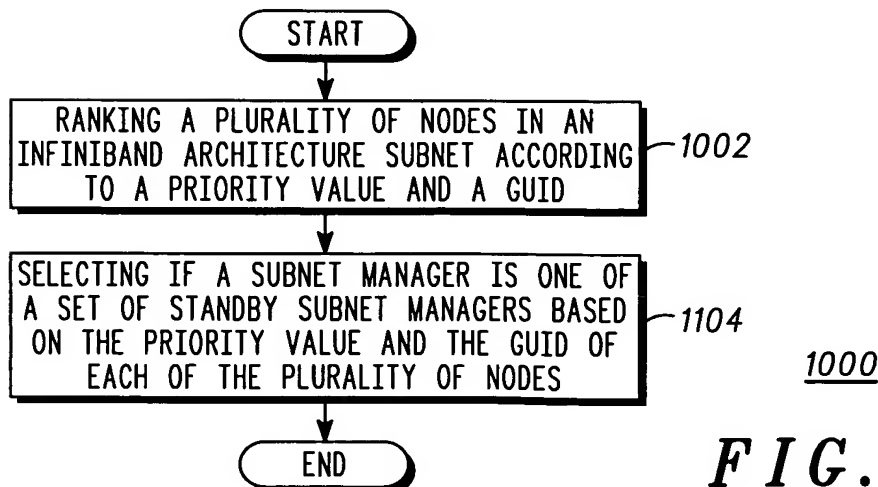 START
RANKING A PLURALITY OF NODES IN AN
INFINIBAND ARCHITECTURE SUBNET ACCORDING
TO A PRIORITY VALUE AND A GUID
1002
SELECTING IF A SUBNET MANAGER IS ONE OF
A SET OF STANDBY SUBNET MANAGERS BASED
ON THE PRIORITY VALUE AND THE GUID OF
EACH OF THE PLURALITY OF NODES
1104
1000
END
FIG.